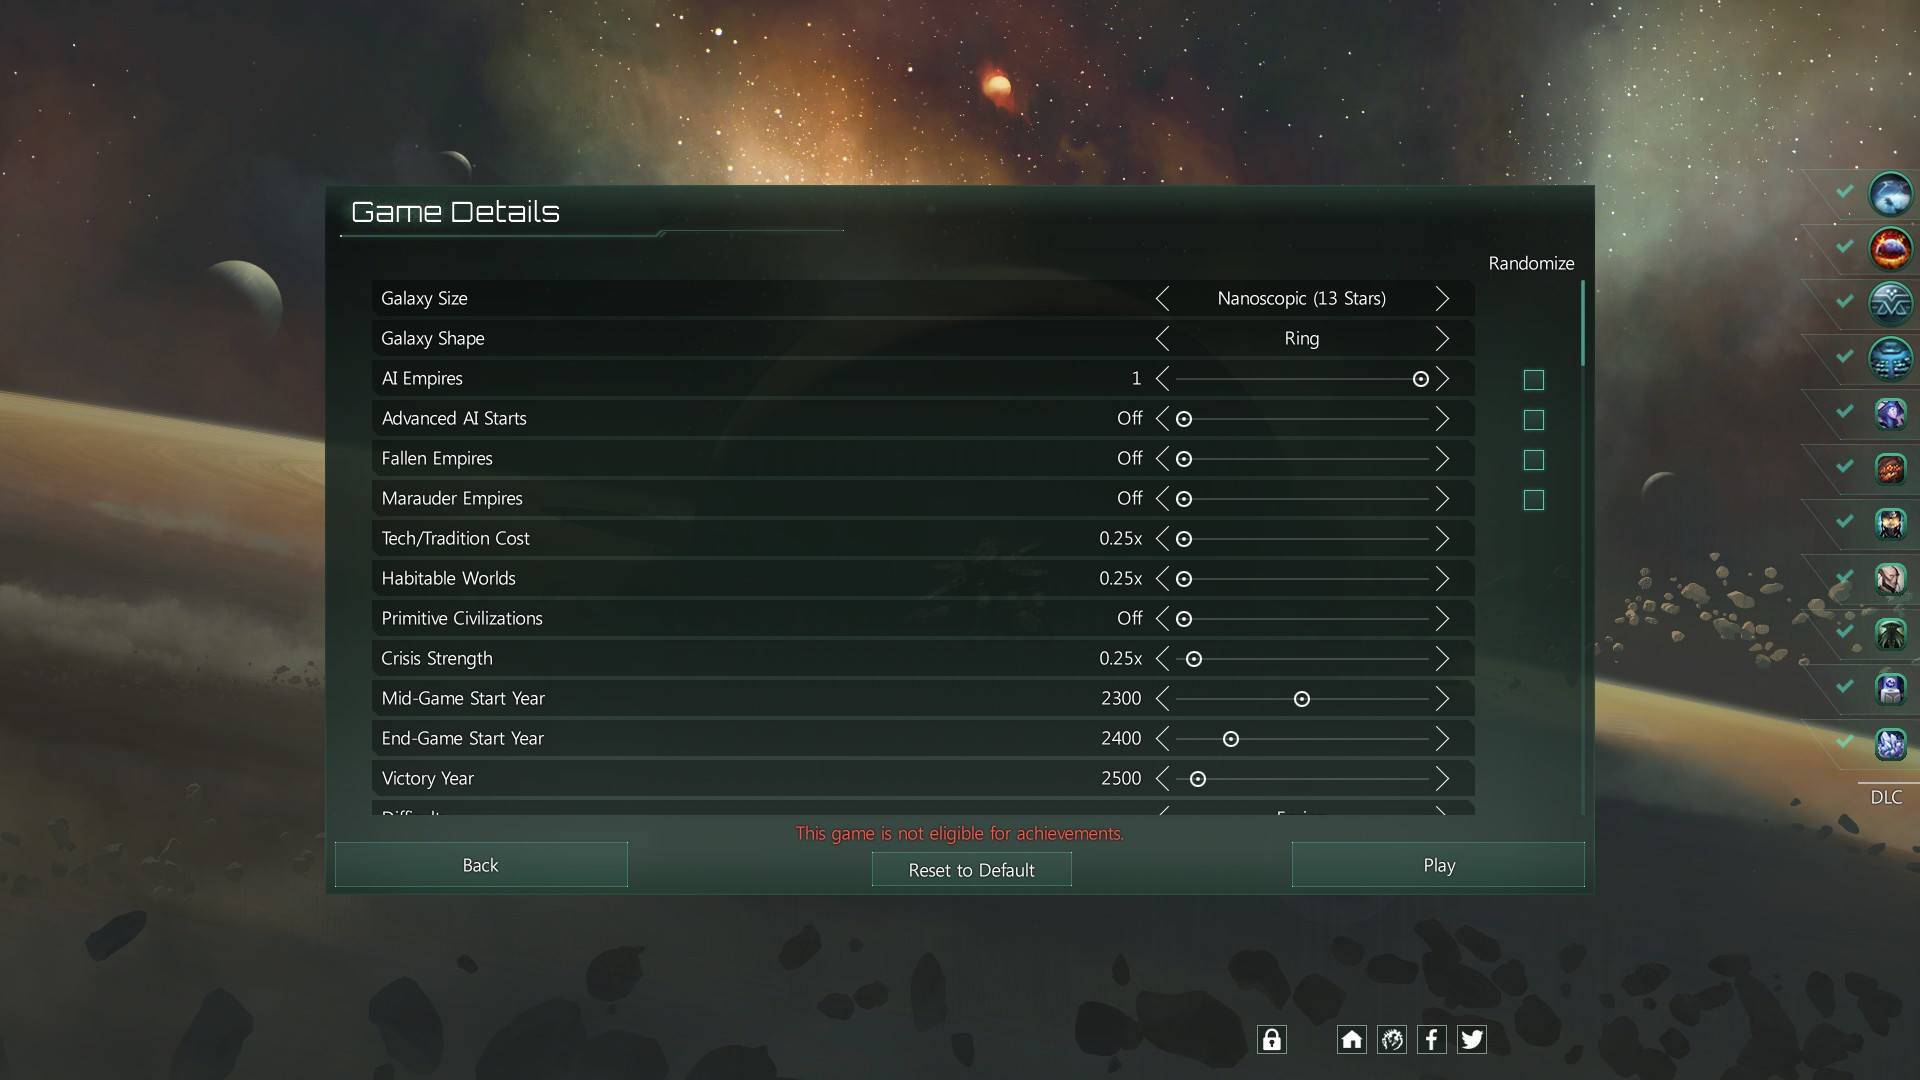 Game Details
Randomize
Galaxy Size Nanoscopic (13 Stars)
Galaxy Shape Ring
AI Empires 1
Advanced AI Starts Off
Fallen Empires Off
Marauder Empires Off
Tech/Tradition Cost 0.25x
Habitable Worlds 0.25x
Primitive Civilizations Off
Crisis Strength 0.25x
Mid-Game Start Year 2300
End-Game Start Year 2400
Victory Year 2500
This game is not eligible for achievements.
Back
Reset to Default
Play
DLC